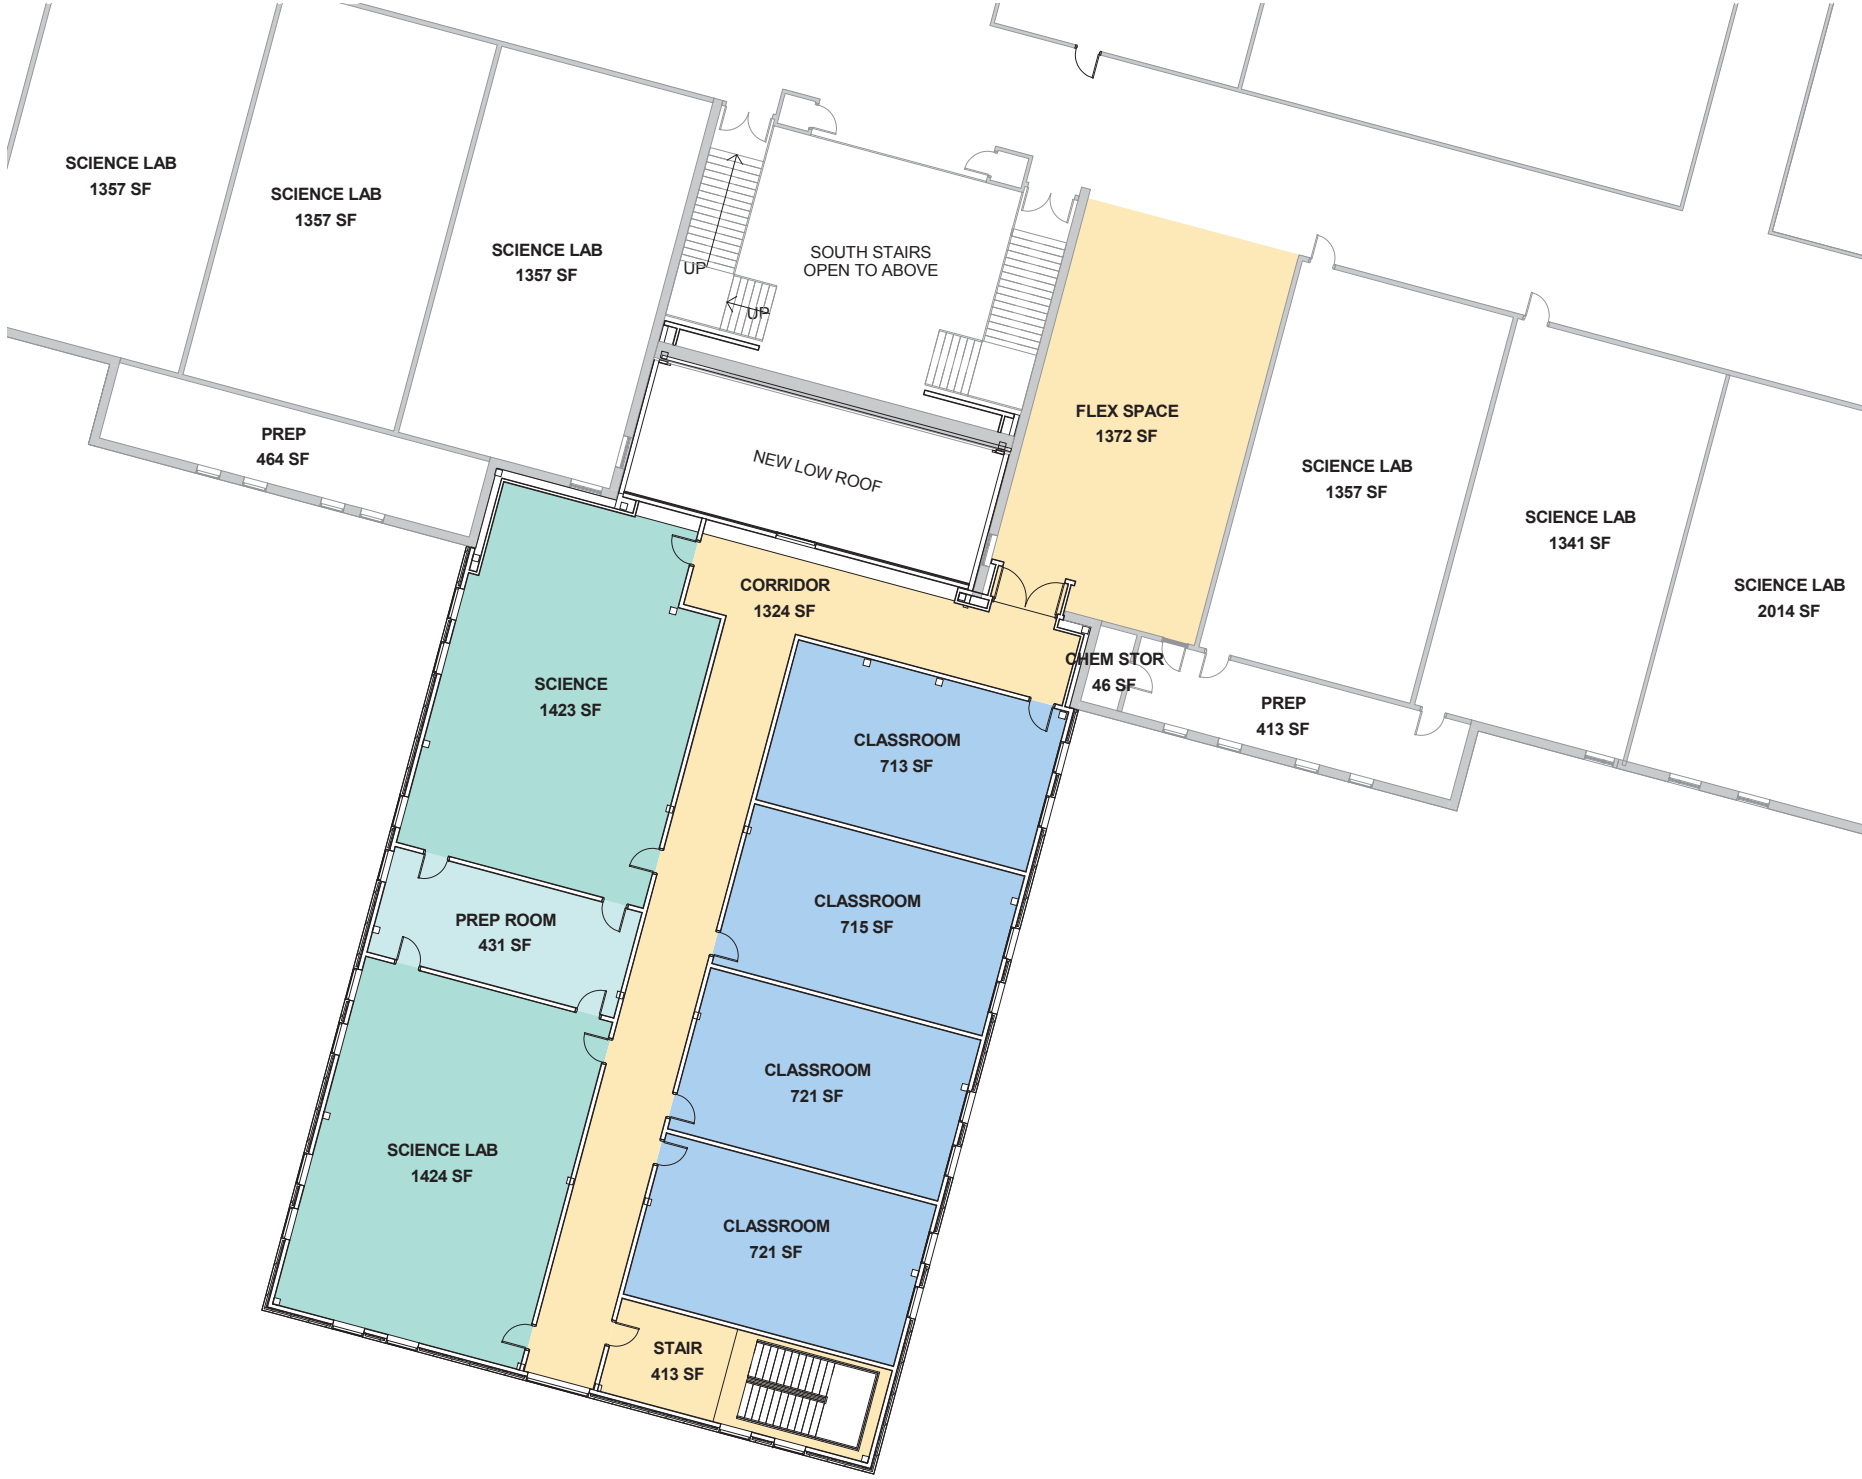 SCIENCE LAB
1357 SF
SCIENCE LAB
1357 SF
SCIENCE LAB
1357 SF
UP
UP
SOUTH STAIRS
OPEN TO ABOVE
FLEX SPACE
1372 SF
PREP
464 SF
NEW LOW ROOF
SCIENCE LAB
1357 SF
SCIENCE LAB
1341 SF
SCIENCE LAB
2014 SF
CORRIDOR
1324 SF
CHEM STOR
46 SF
PREP
413 SF
SCIENCE
1423 SF
CLASSROOM
713 SF
CLASSROOM
715 SF
PREP ROOM
431 SF
CLASSROOM
721 SF
SCIENCE LAB
1424 SF
CLASSROOM
721 SF
STAIR
413 SF